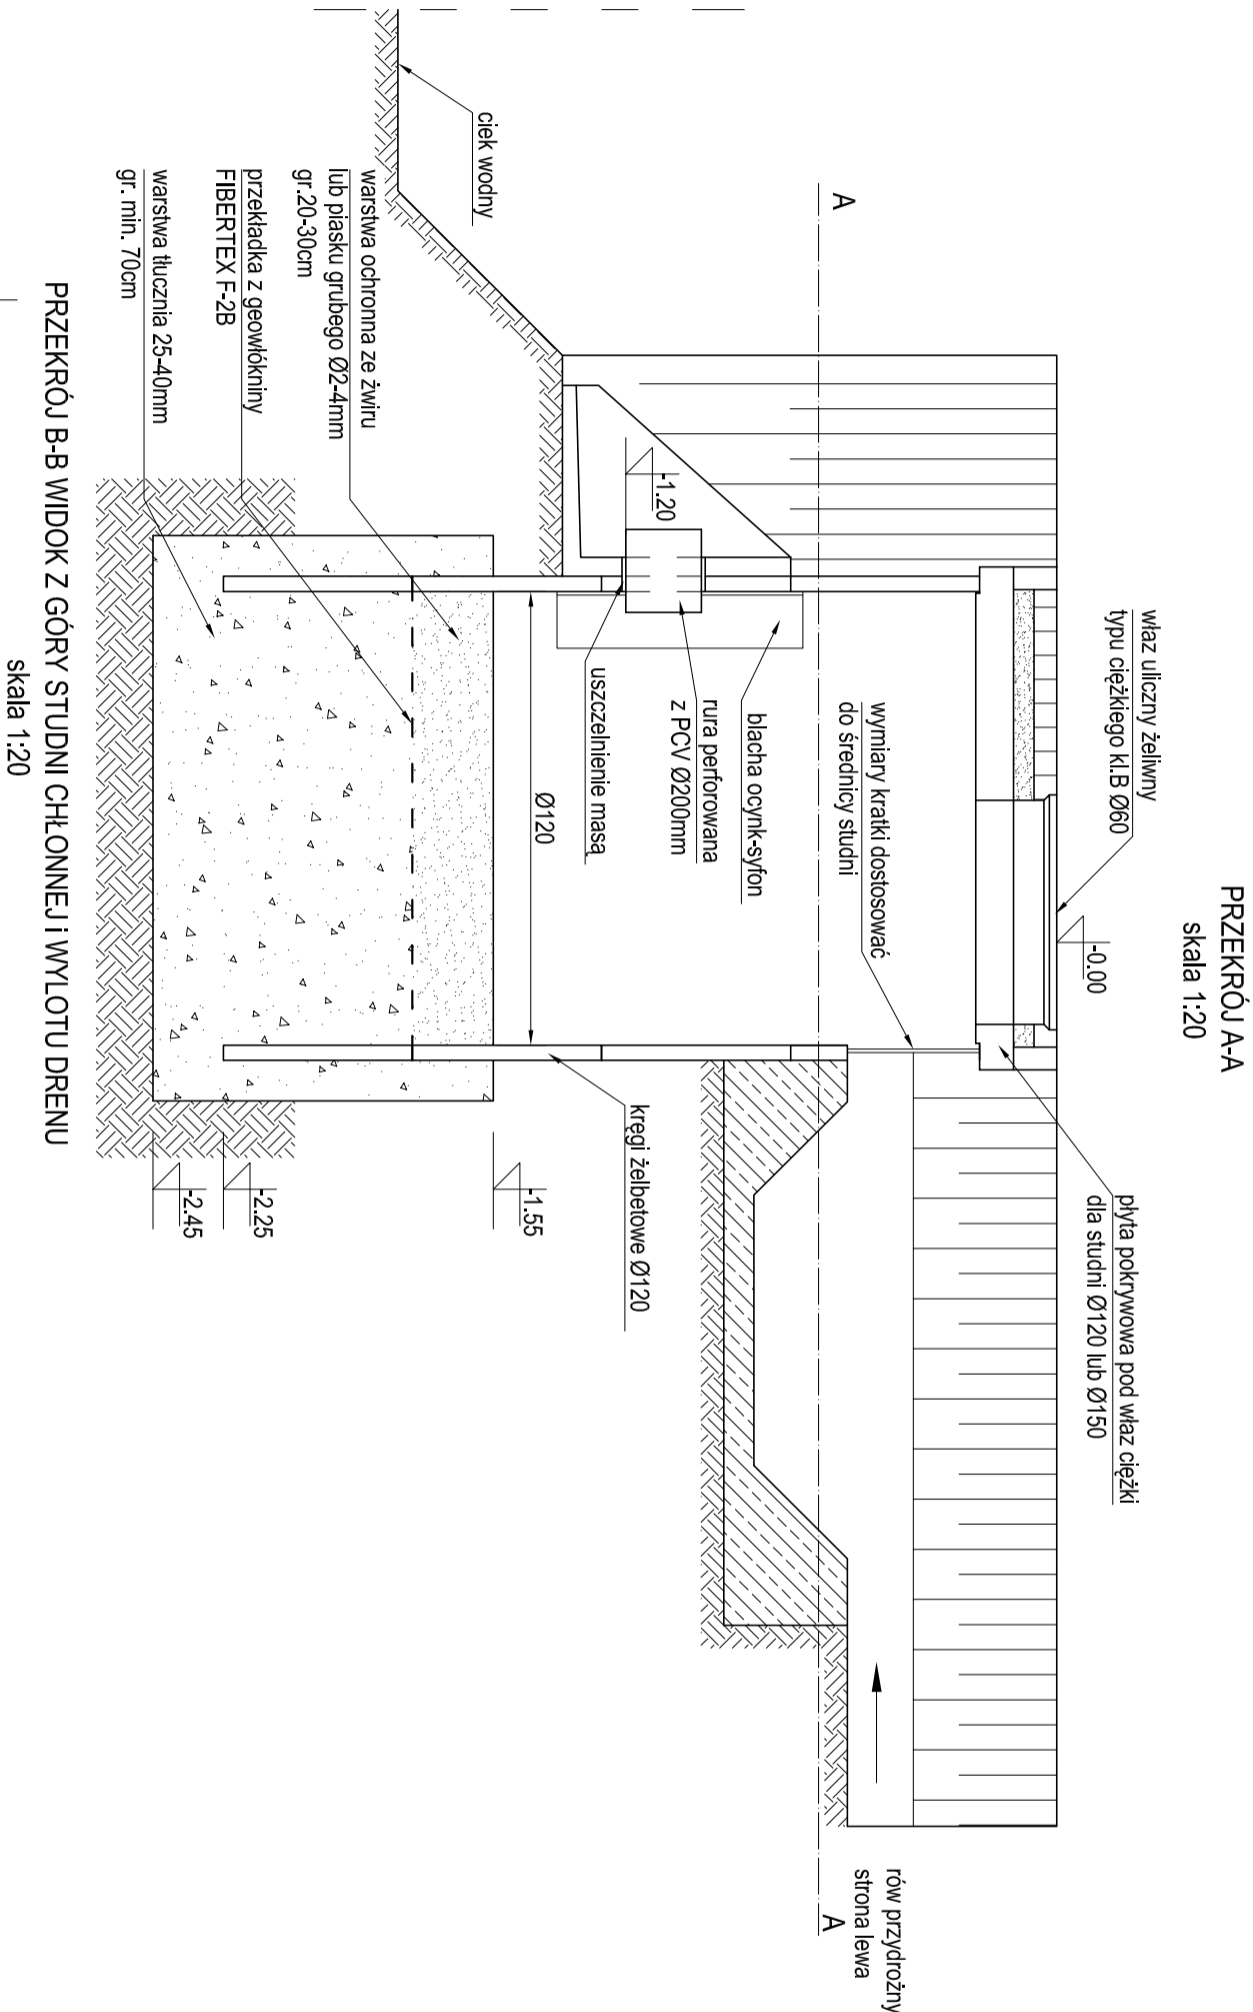 PRZEKRÓJ A-A
skala 1:20
właz uliczny żeliwny
typu ciężkiego kl.B Ø60
-0.00
płyta pokrywowa pod właz ciężki
dla studni Ø120 lub Ø150
A
A
wymiary kratki dostosować
do średnicy studni
rów przydrożny
strona lewa
blacha ocynk-syfon
rura perforowana
z PCV Ø200mm
-1.20
uszczelnienie masą
kręgi żelbetowe Ø120
Ø120
-1.55
ciek wodny
warstwa ochronna ze żwiru
lub piasku grubego Ø2-4mm
gr.20-30cm
przekładka z geowłókniny
FIBERTEX F-2B
-2.25
-2.45
warstwa tłucznia 25-40mm
gr. min. 70cm
PRZEKRÓJ B-B WIDOK Z GÓRY STUDNI CHŁONNEJ i WYLOTU DRENU
skala 1:20